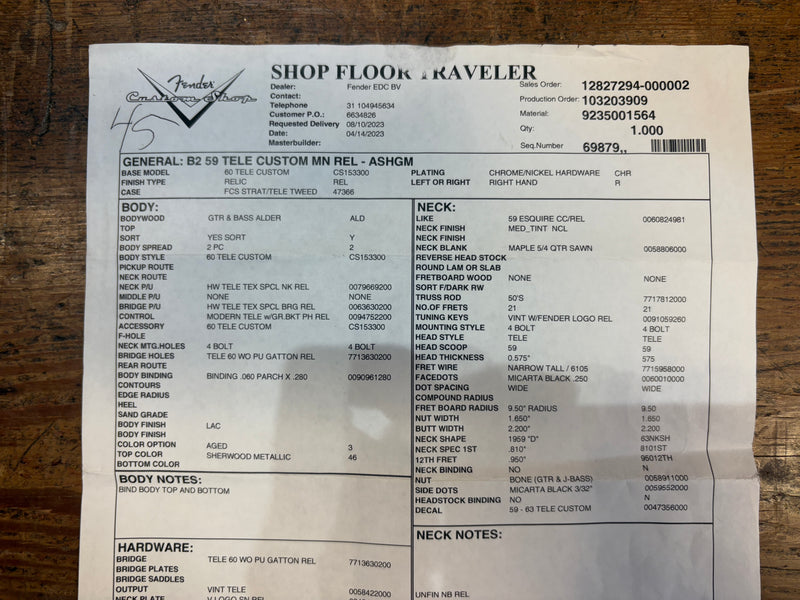 Fender
Custom Shop
45
SHOP FLOOR TRAVELER
Dealer: Fender EDC BV
Contact:
Telephone 31 104945634
Customer P.O.: 6634826
Requested Delivery 08/10/2023
Date: 04/14/2023
Masterbuilder:
Sales Order: 12827294-000002
Production Order: 103203909
Material: 9235001564
Qty: 1.000
Seq.Number 69879,,
GENERAL: B2 59 TELE CUSTOM MN REL - ASHGM
BASE MODEL 60 TELE CUSTOM CS153300 PLATING CHROME/NICKEL HARDWARE CHR
FINISH TYPE RELIC REL LEFT OR RIGHT RIGHT HAND R
CASE FCS STRAT/TELE TWEED 47366
BODY:
BODYWOOD GTR & BASS ALDER ALD
TOP
SORT YES SORT Y
BODY SPREAD 2 PC 2
BODY STYLE 60 TELE CUSTOM CS153300
PICKUP ROUTE
NECK ROUTE
NECK P/U HW TELE TEX SPCL NK REL 0079669200
MIDDLE P/U NONE NONE
BRIDGE P/U HW TELE TEX SPCL BRG REL 0063630200
CONTROL MODERN TELE w/GR.BKT PH REL 0094752200
ACCESSORY 60 TELE CUSTOM CS153300
F-HOLE
NECK MTG.HOLES 4 BOLT 4 BOLT
BRIDGE HOLES TELE 60 WO PU GATTON REL 7713630200
REAR ROUTE
BODY BINDING BINDING .060 PARCH X .280 0090961280
CONTOURS
EDGE RADIUS
HEEL
SAND GRADE
BODY FINISH LAC
BODY FINISH
COLOR OPTION AGED 3
TOP COLOR SHERWOOD METALLIC 46
BOTTOM COLOR
BODY NOTES:
BIND BODY TOP AND BOTTOM
HARDWARE:
BRIDGE TELE 60 WO PU GATTON REL 7713630200
BRIDGE PLATES
BRIDGE SADDLES
OUTPUT VINT TELE 0058422000
NECK PLATE V LOGO SN REL
NECK:
LIKE 59 ESQUIRE CC/REL 0060824981
NECK FINISH MED_TINT NCL
NECK FINISH
NECK BLANK MAPLE 5/4 QTR SAWN 0058806000
REVERSE HEAD STOCK
ROUND LAM OR SLAB
FRETBOARD WOOD NONE NONE
SORT F/DARK RW
TRUSS ROD 50'S 7717812000
NO.OF FRETS 21 21
TUNING KEYS VINT W/FENDER LOGO REL 0091059260
MOUNTING STYLE 4 BOLT 4 BOLT
HEAD STYLE TELE TELE
HEAD SCOOP 59 59
HEAD THICKNESS 0.575" 575
FRET WIRE NARROW TALL / 6105 7715958000
FACEDOTS MICARTA BLACK .250 0060010000
DOT SPACING WIDE WIDE
COMPOUND RADIUS
FRET BOARD RADIUS 9.50" RADIUS 9.50
NUT WIDTH 1.650" 1.650
BUTT WIDTH 2.200" 2.200
NECK SHAPE 1959 "D" 63NKSH
NECK SPEC 1ST .810" 8101ST
12TH FRET .950" 95012TH
NECK BINDING NO N
NUT BONE (GTR & J-BASS) 0058911000
SIDE DOTS MICARTA BLACK 3/32" 0059552000
HEADSTOCK BINDING NO N
DECAL 59 - 63 TELE CUSTOM 0047356000
NECK NOTES:
UNFIN NB REL